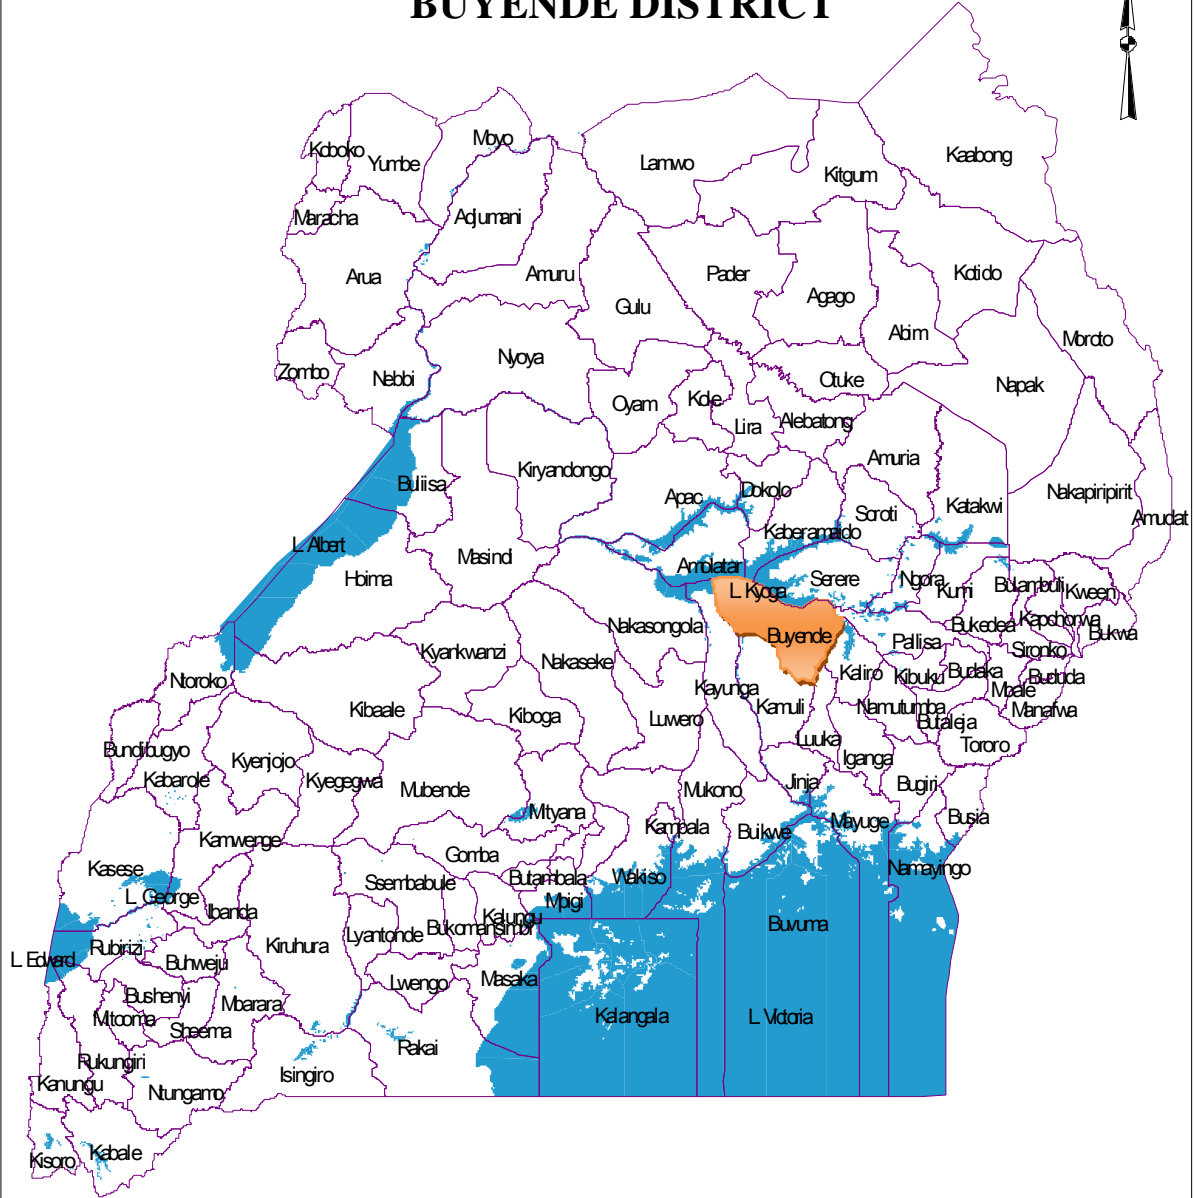 BUYENDE DISTRICT
Koboko
Yumbe
Moyo
Lamwo
Kitgum
Kaabong
Maracha
Adjumani
Arua
Amuru
Pader
Kotido
Agago
Gulu
Abim
Moroto
Nyoya
Zombo
Nebbi
Otuke
Napak
Oyam
Kole
Lira
Alebatong
Amuria
Kiryandongo
Buliisa
Apac
Dokolo
Nakapiripirit
Katakwi
Soroti
Amudat
Kaberamaido
L. Albert
Masindi
Hoima
Amolatar
Serere
Ngora
Kumi
Bulambuli
Kween
L. Kyoga
Nakasongola
Buyende
Bukedea
Kapchorwa
Bukwa
Pallisa
Sironko
Kyankwanzi
Nakaseke
Kaliro
Kibuku
Budaka
Bududa
Mbale
Ntoroko
Kayunga
Kamuli
Namutumba
Manafwa
Kibaale
Kiboga
Luwero
Butaleja
Luuka
Tororo
Bundibugyo
Kyenjojo
Iganga
Kabarole
Kyegegwa
Mubende
Mukono
Jinja
Bugiri
Mityana
Busia
Kampala
Buikwe
Mayuge
Kamwenge
Gomba
Kasese
Namayingo
Ssembabule
Butambala
Wakiso
L. George
Mpigi
Ibanda
Kalungu
Buvuma
Lyantonde
Bukomansimbi
Kiruhura
Rubirizi
L. Edward
Buhweju
Lwengo
Masaka
Bushenyi
Mbarara
Mitooma
Sheema
Kalangala
L. Victoria
Rakai
Rukungiri
Isingiro
Kanungu
Ntungamo
Kabale
Kisoro